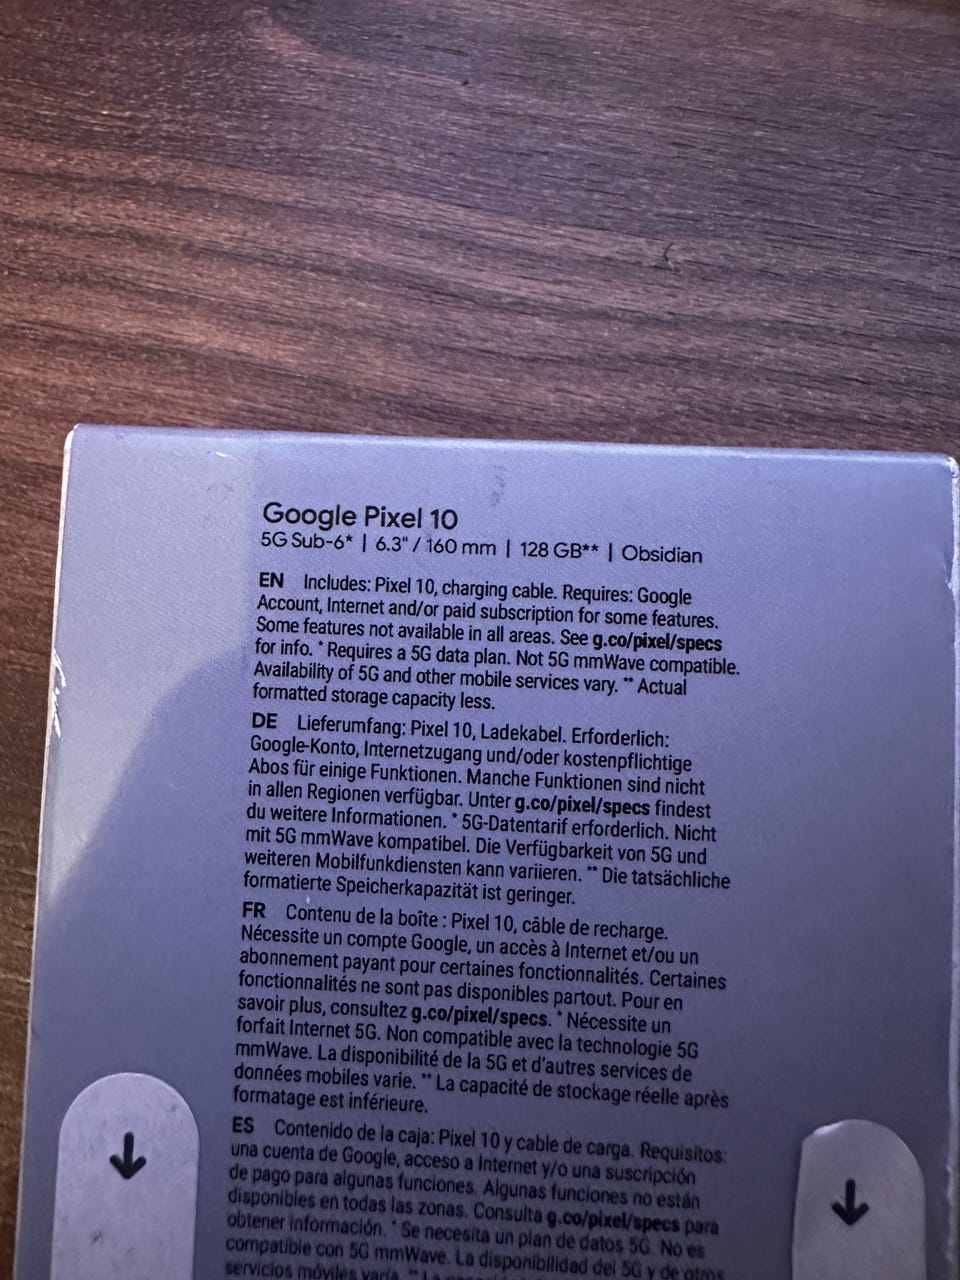 Google Pixel 10
5G Sub-6* | 6.3" / 160 mm | 128 GB** | Obsidian
EN Includes: Pixel 10, charging cable. Requires: Google
Account, Internet and/or paid subscription for some features.
Some features not available in all areas. See g.co/pixel/specs
for info. * Requires a 5G data plan. Not 5G mmWave compatible.
Availability of 5G and other mobile services vary. ** Actual
formatted storage capacity less.
DE Lieferumfang: Pixel 10, Ladekabel. Erforderlich:
Google-Konto, Internetzugang und/oder kostenpflichtige
Abos für einige Funktionen. Manche Funktionen sind nicht
in allen Regionen verfügbar. Unter g.co/pixel/specs findest
du weitere Informationen. * 5G-Datentarif erforderlich. Nicht
mit 5G mmWave kompatibel. Die Verfügbarkeit von 5G und
weiteren Mobilfunkdiensten kann variieren. ** Die tatsächliche
formatierte Speicherkapazität ist geringer.
FR Contenu de la boîte : Pixel 10, câble de recharge.
Nécessite un compte Google, un accès à Internet et/ou un
abonnement payant pour certaines fonctionnalités. Certaines
fonctionnalités ne sont pas disponibles partout. Pour en
savoir plus, consultez g.co/pixel/specs. * Nécessite un
forfait Internet 5G. Non compatible avec la technologie 5G
mmWave. La disponibilité de la 5G et d'autres services de
données mobiles varie. ** La capacité de stockage réelle après
formatage est inférieure.
ES Contenido de la caja: Pixel 10 y cable de carga. Requisitos:
una cuenta de Google, acceso a Internet y/o una suscripción
de pago para algunas funciones. Algunas funciones no están
disponibles en todas las zonas. Consulta g.co/pixel/specs para
obtener información. * Se necesita un plan de datos 5G. No es
compatible con 5G mmWave. La disponibilidad del 5G y de otros
servicios móviles varía. ** La